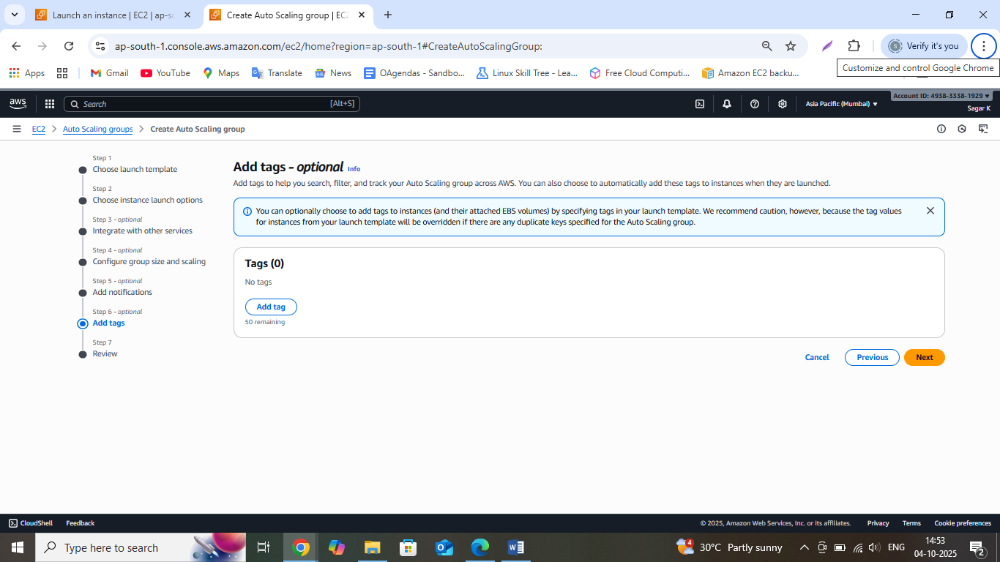 Launch an instance | EC2 | ap-sc
Create Auto Scaling group | EC2
ap-south-1.console.aws.amazon.com/ec2/home?region=ap-south-1#CreateAutoScalingGroup:
S
Verify it's you
Customize and control Google Chrome
Apps
Gmail
YouTube
Maps
Translate
News
OAgendas - Sandbo...
Linux Skill Tree - Lea...
Free Cloud Computi...
Amazon EC2 backu...
aws
Search
[Alt+S]
Asia Pacific (Mumbai) ▼
Account ID: 4938-3338-1929 ▼
Sagar K
EC2 > Auto Scaling groups > Create Auto Scaling group
Step 1
Choose launch template
Step 2
Choose instance launch options
Step 3 - optional
Integrate with other services
Step 4 - optional
Configure group size and scaling
Step 5 - optional
Add notifications
Step 6 - optional
Add tags
Step 7
Review
Add tags - optional Info
Add tags to help you search, filter, and track your Auto Scaling group across AWS. You can also choose to automatically add these tags to instances when they are launched.
You can optionally choose to add tags to instances (and their attached EBS volumes) by specifying tags in your launch template. We recommend caution, however, because the tag values
for instances from your launch template will be overridden if there are any duplicate keys specified for the Auto Scaling group.
Tags (0)
No tags
Add tag
50 remaining
Cancel
Previous
Next
CloudShell
Feedback
© 2025, Amazon Web Services, Inc. or its affiliates.
Privacy
Terms
Cookie preferences
Type here to search
4
30°C Partly sunny
ENG
14:53
04-10-2025
2